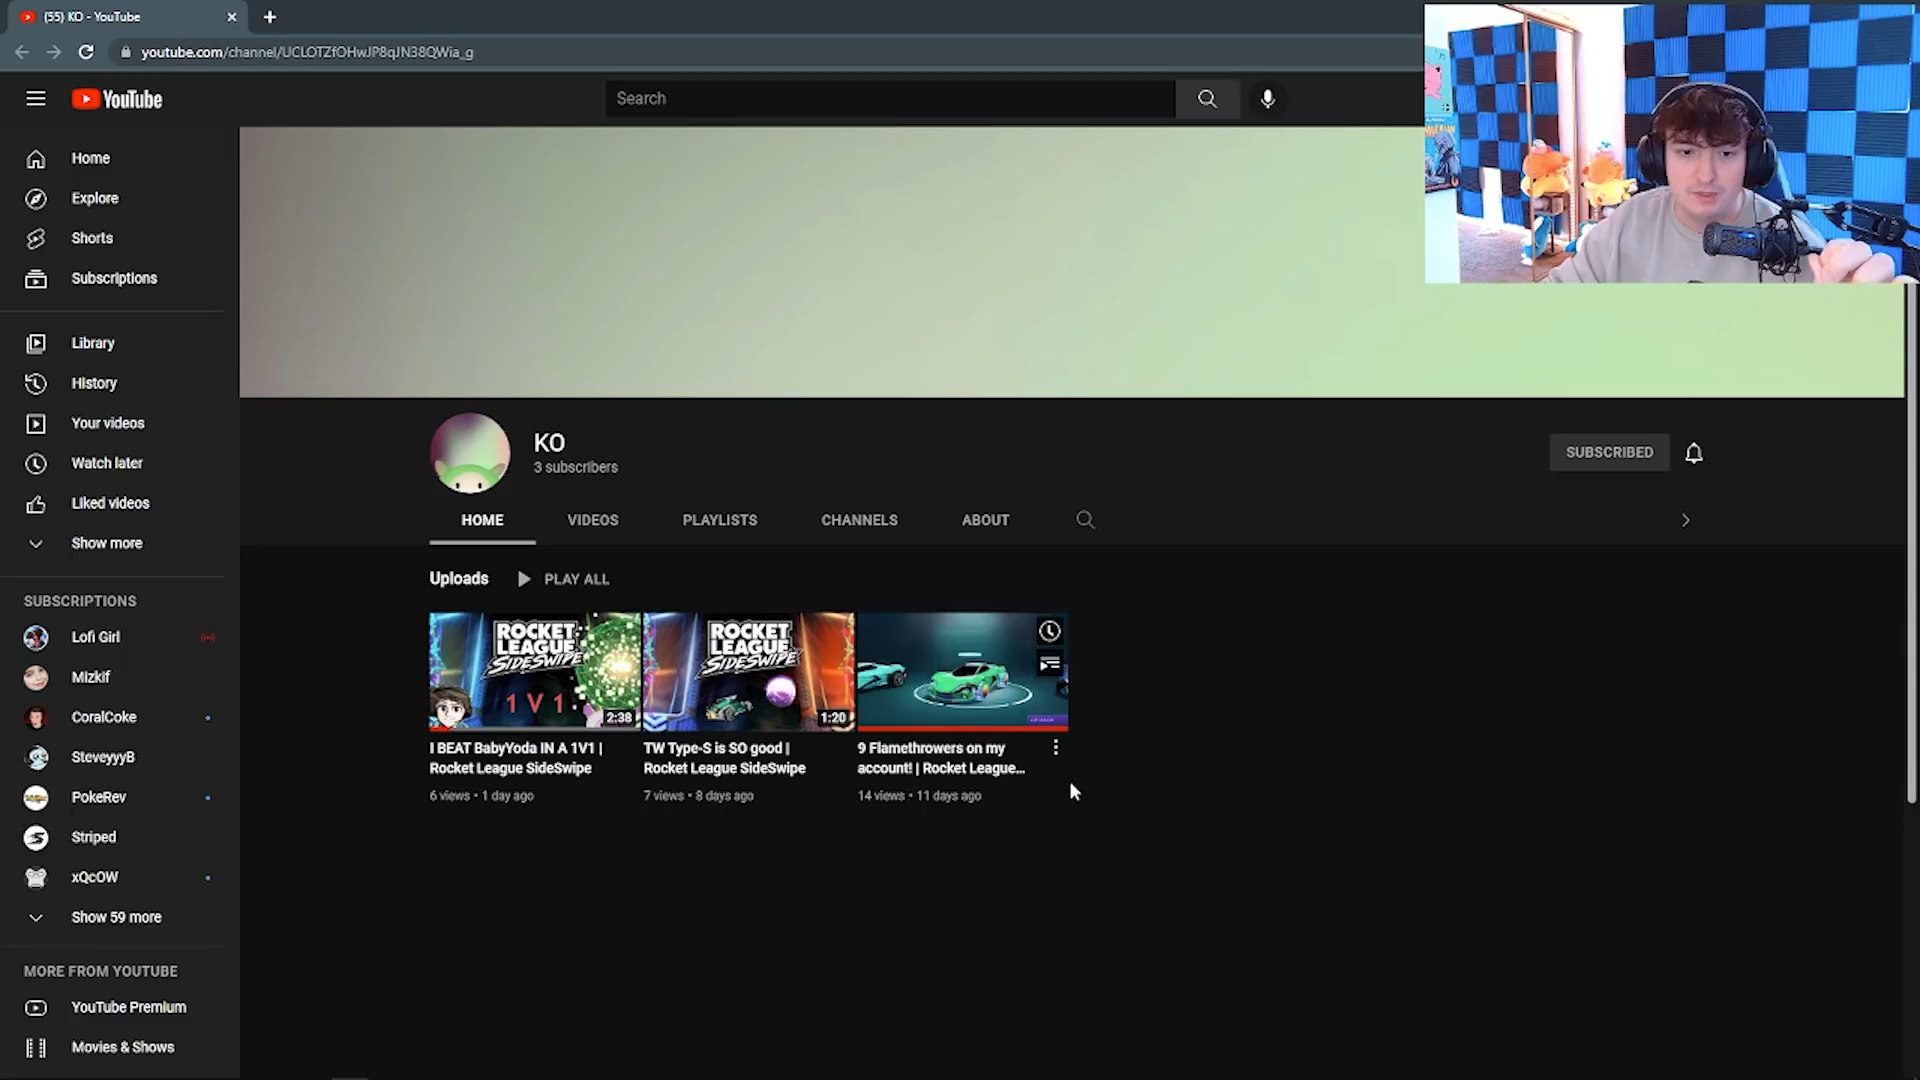 (55) KO - YouTube
youtube.com/channel/UCLOTZfOHwJP8qJN38QWia_g
YouTube
Search
Home
Explore
Shorts
Subscriptions
Library
History
Your videos
Watch later
Liked videos
Show more
SUBSCRIPTIONS
Lofi Girl
Mizkif
CoralCoke
SteveyyyB
PokeRev
Striped
xQcOW
Show 59 more
MORE FROM YOUTUBE
YouTube Premium
Movies & Shows
KO
3 subscribers
SUBSCRIBED
HOME VIDEOS PLAYLISTS CHANNELS ABOUT
Uploads PLAY ALL
ROCKET LEAGUE SIDESWIPE
1 V 1
2:38
I BEAT BabyYoda IN A 1V1 |
Rocket League SideSwipe
6 views • 1 day ago
ROCKET LEAGUE SIDESWIPE
1:20
TW Type-S is SO good |
Rocket League SideSwipe
7 views • 8 days ago
9 Flamethrowers on my
account! | Rocket League...
14 views • 11 days ago